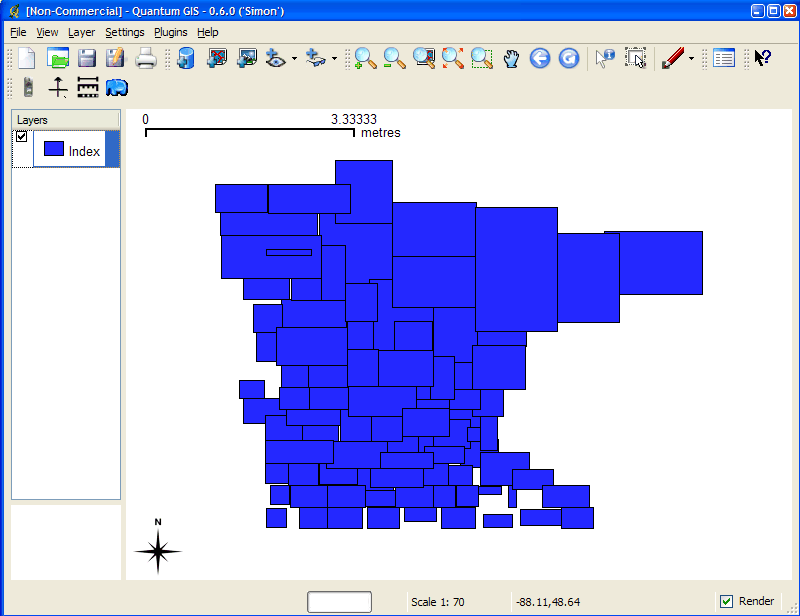 [Non-Commercial] - Quantum GIS - 0.6.0 ('Simon')
File View Layer Settings Plugins Help
Layers
Index
0 3.33333
metres
N
Scale 1: 70 -88.11,48.64 Render